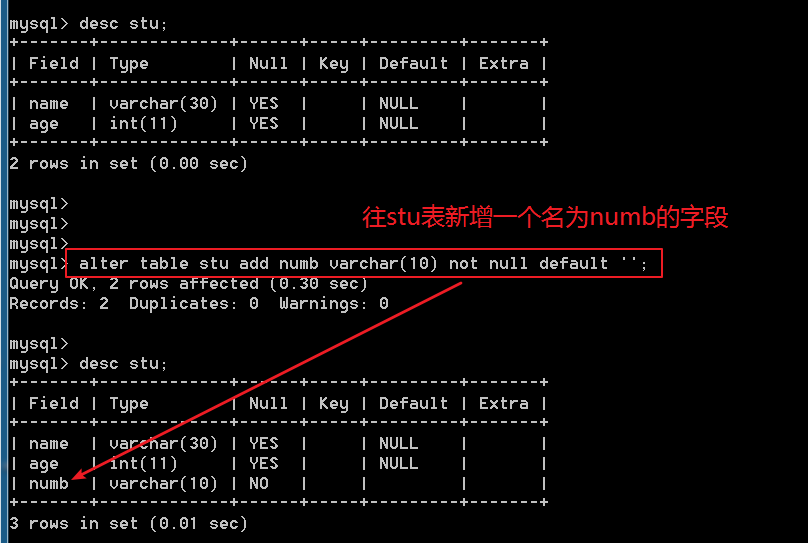 mysql> desc stu;
+-------+-------------+------+-----+---------+-------+
| Field | Type        | Null | Key | Default | Extra |
+-------+-------------+------+-----+---------+-------+
| name  | varchar(30) | YES  |     | NULL    |       |
| age   | int(11)     | YES  |     | NULL    |       |
+-------+-------------+------+-----+---------+-------+
2 rows in set (0.00 sec)
mysql>
mysql>
往stu表新增一个名为numb的字段
mysql>
mysql> alter table stu add numb varchar(10) not null default '';
Query OK, 2 rows affected (0.30 sec)
Records: 2  Duplicates: 0  Warnings: 0
mysql>
mysql> desc stu;
+-------+-------------+------+-----+---------+-------+
| Field | Type        | Null | Key | Default | Extra |
+-------+-------------+------+-----+---------+-------+
| name  | varchar(30) | YES  |     | NULL    |       |
| age   | int(11)     | YES  |     | NULL    |       |
| numb  | varchar(10) | NO   |     |         |       |
+-------+-------------+------+-----+---------+-------+
3 rows in set (0.01 sec)